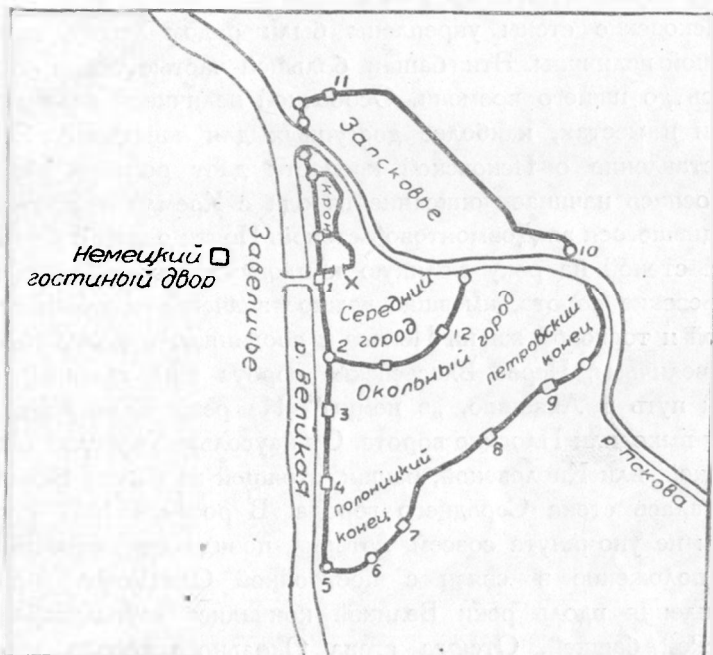 11
Запсковье
Кром
Немецкий
гостиный двор
Завеличье
р. Великая
1
X
Середний
город
10
2
12
Окольный город
Петровский
конец
3
9
р. Пскова
8
4
Полонищкий
конец
7
5
6